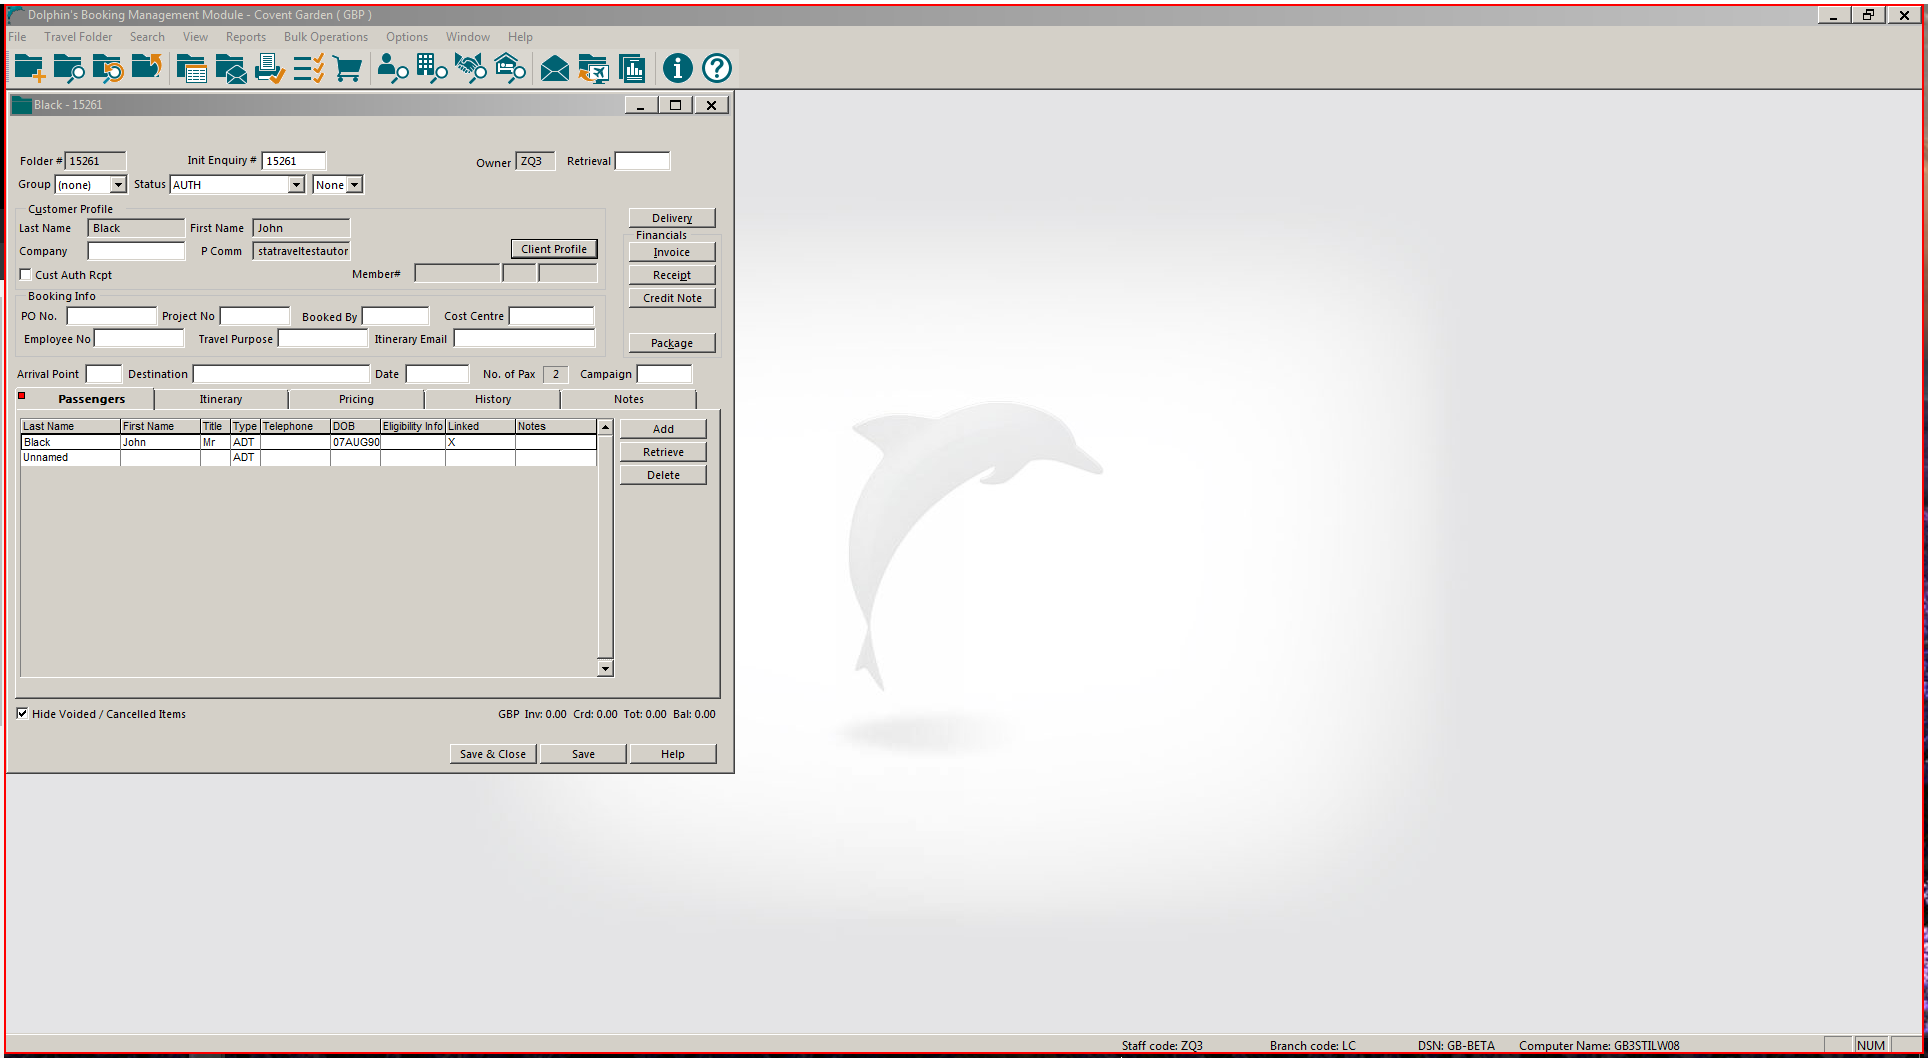 Dolphin's Booking Management Module - Covent Garden ( GBP )
File Travel Folder Search View Reports Bulk Operations Options Window Help
Black - 15261
Folder # 15261 Init Enquiry # 15261 Owner ZQ3 Retrieval
Group (none) Status AUTH None
Customer Profile
Last Name Black First Name John
Company P Comm statraveltestautor Client Profile
Cust Auth Rcpt Member#
Delivery
Financials
Invoice
Receipt
Credit Note
Package
Booking Info
PO No. Project No Booked By Cost Centre
Employee No Travel Purpose Itinerary Email
Arrival Point Destination Date No. of Pax 2 Campaign
Passengers Itinerary Pricing History Notes
Last Name First Name Title Type Telephone DOB Eligibility Info Linked Notes
Black John Mr ADT 07AUG90 X
Unnamed ADT
Add
Retrieve
Delete
Hide Voided / Cancelled Items GBP Inv: 0.00 Crd: 0.00 Tot: 0.00 Bal: 0.00
Save & Close Save Help
Staff code: ZQ3 Branch code: LC DSN: GB-BETA Computer Name: GB3STILW08 NUM